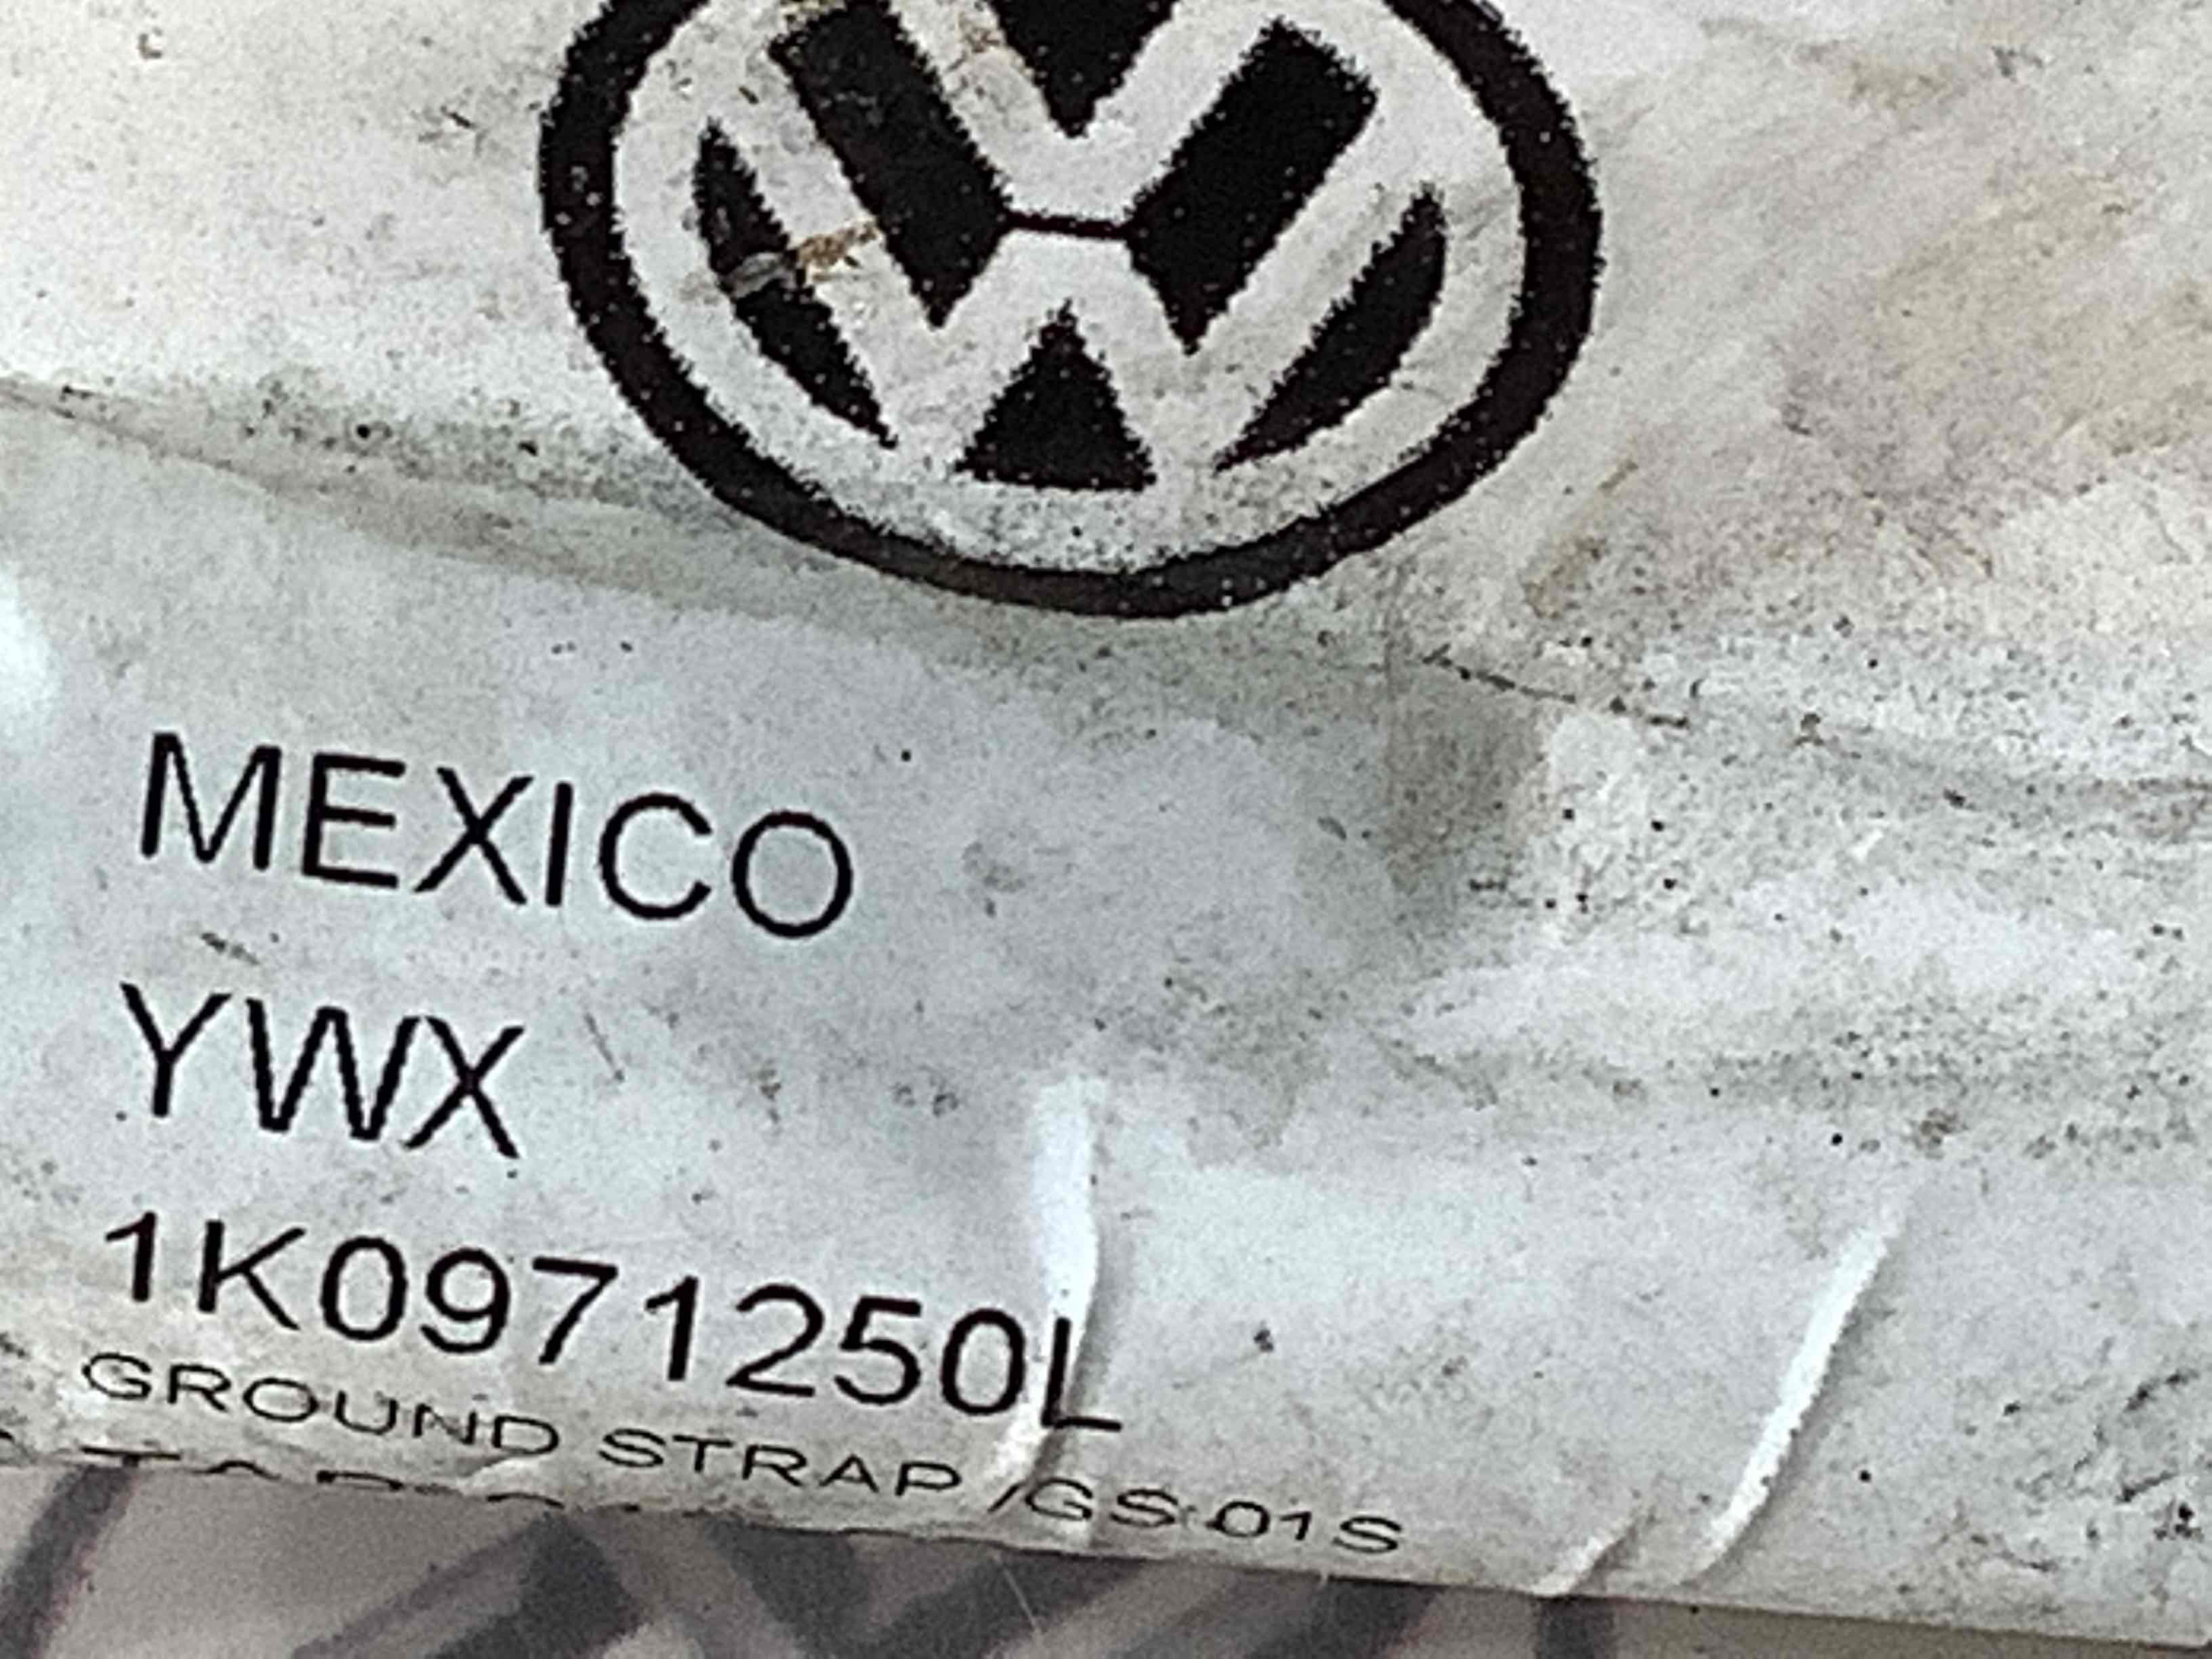 MEXICO
YWX
1K0971250L
GROUND STRAP /GS 01S